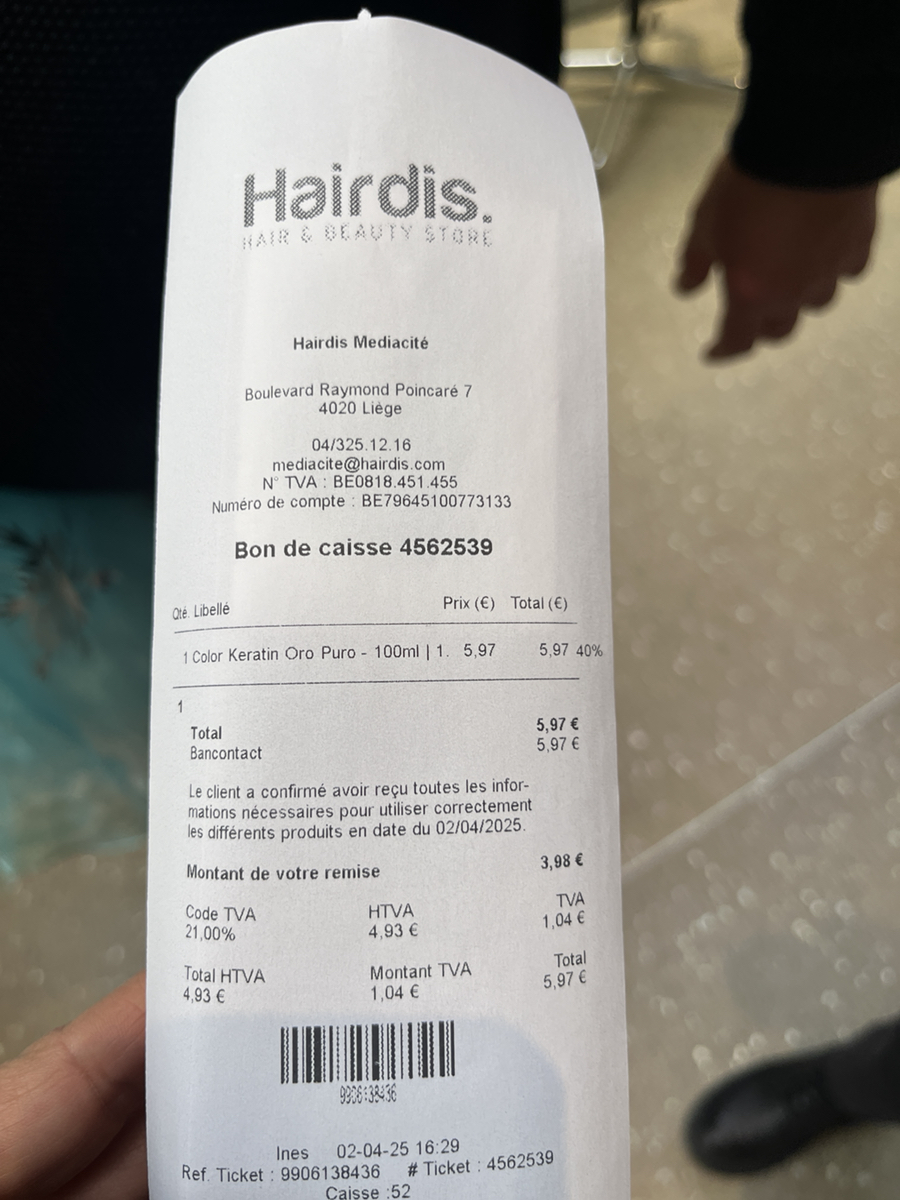 Hairdis.
HAIR & BEAUTY STORE
Hairdis Mediacité
Boulevard Raymond Poincaré 7
4020 Liège
04/325.12.16
mediacite@hairdis.com
N° TVA : BE0818.451.455
Numéro de compte : BE79645100773133
Bon de caisse 4562539
Qté. Libellé Prix (€) Total (€)
1 Color Keratin Oro Puro - 100ml | 1. 5,97 5,97 40%
1
Total 5,97 €
Bancontact 5,97 €
Le client a confirmé avoir reçu toutes les infor-
mations nécessaires pour utiliser correctement
les différents produits en date du 02/04/2025.
Montant de votre remise 3,98 €
Code TVA HTVA TVA
21,00% 4,93 € 1,04 €
Total HTVA Montant TVA Total
4,93 € 1,04 € 5,97 €
9906138436
Ines 02-04-25 16:29
Ref. Ticket : 9906138436 # Ticket : 4562539
Caisse :52